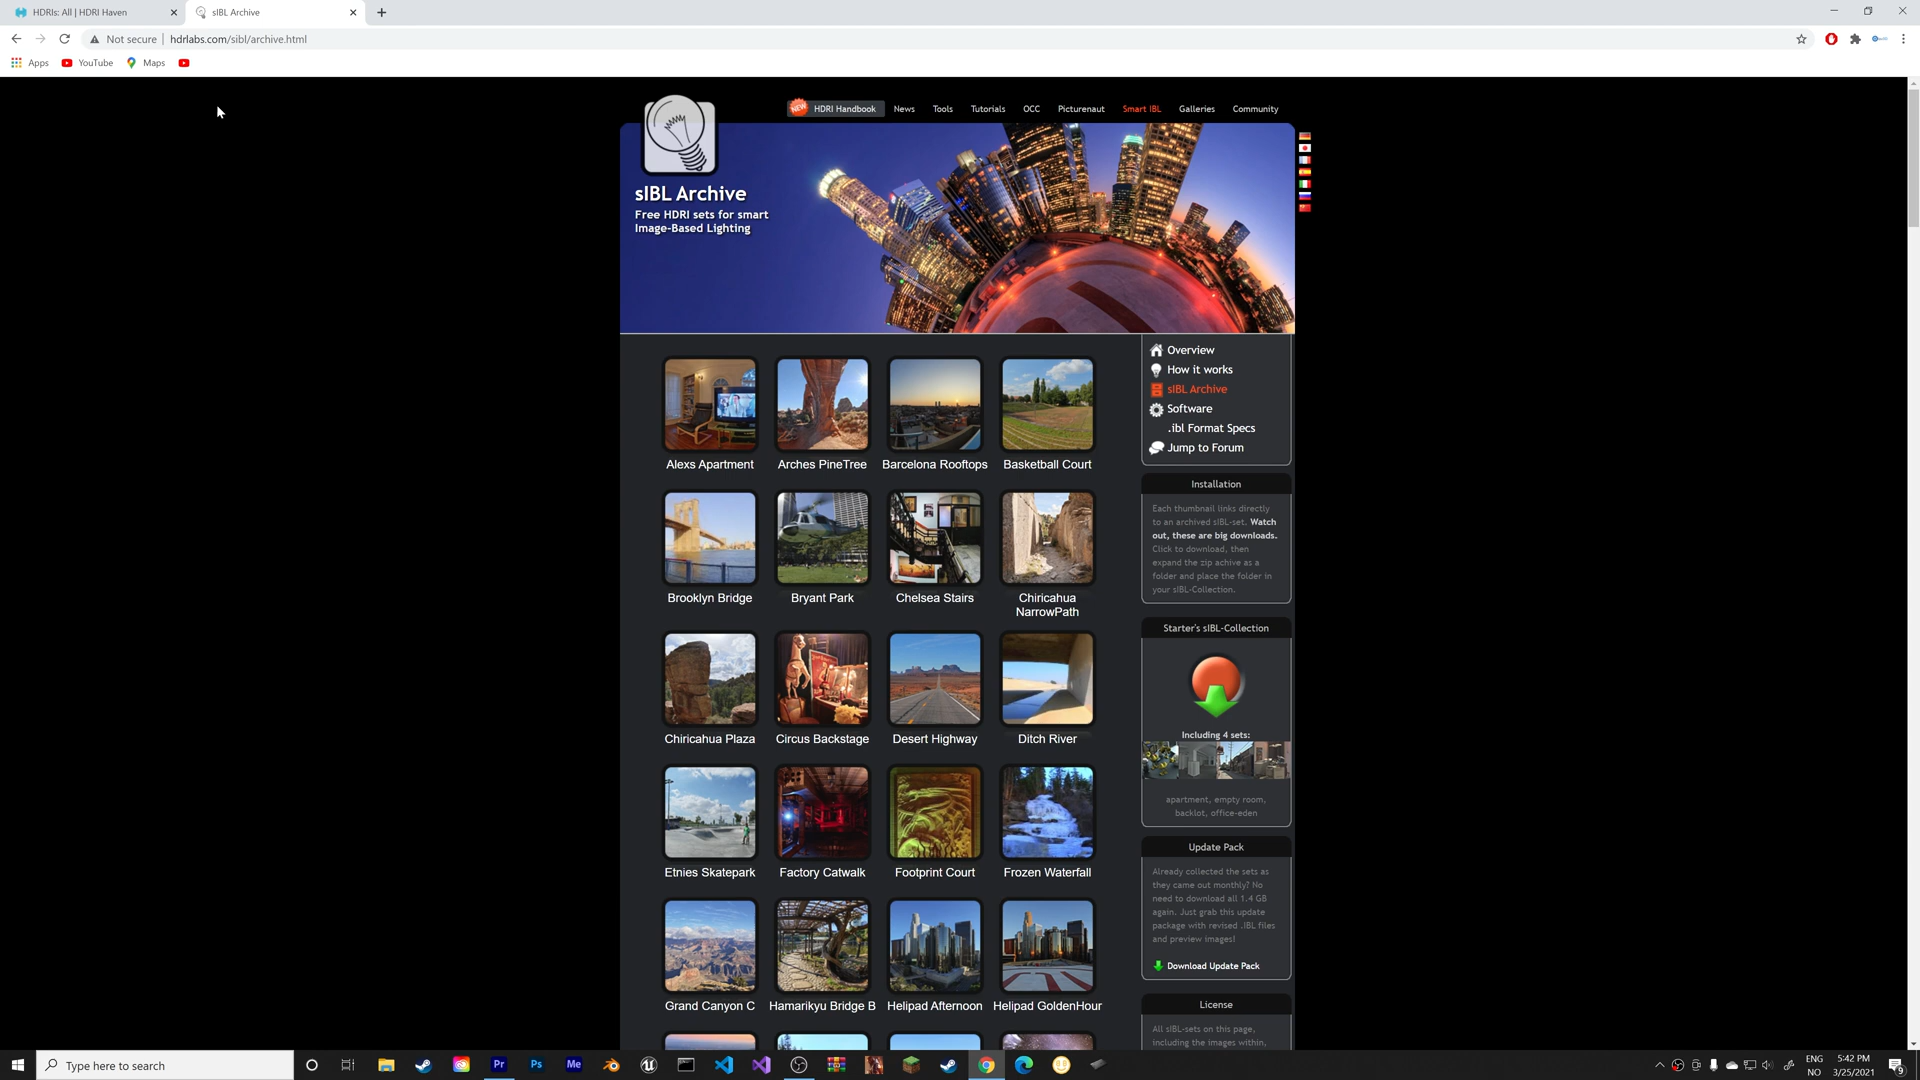 HDRIs: All | HDRI Haven
sIBL Archive
Not secure
hdrlabs.com/sibl/archive.html
Apps
YouTube
Maps
NEW
HDRI Handbook
News
Tools
Tutorials
OCC
Picturenaut
Smart IBL
Galleries
Community
sIBL Archive
Free HDRI sets for smart
Image-Based Lighting
Alexs Apartment
Arches PineTree
Barcelona Rooftops
Basketball Court
Brooklyn Bridge
Bryant Park
Chelsea Stairs
Chiricahua
NarrowPath
Chiricahua Plaza
Circus Backstage
Desert Highway
Ditch River
Etnies Skatepark
Factory Catwalk
Footprint Court
Frozen Waterfall
Grand Canyon C
Hamarikyu Bridge B
Helipad Afternoon
Helipad GoldenHour
Overview
How it works
sIBL Archive
Software
.ibl Format Specs
Jump to Forum
Installation
Each thumbnail links directly
to an archived sIBL-set. Watch
out, these are big downloads.
Click to download, then
expand the zip achive as a
folder and place the folder in
your sIBL-Collection.
Starter's sIBL-Collection
Including 4 sets:
apartment, empty room,
backlot, office-eden
Update Pack
Already collected the sets as
they came out monthly? No
need to download all 1.4 GB
again. Just grab this update
package with revised .IBL files
and preview images!
Download Update Pack
License
All sIBL-sets on this page,
including the images within,
Type here to search
Pr
Ps
Me
ENG
NO
5:42 PM
3/25/2021
9